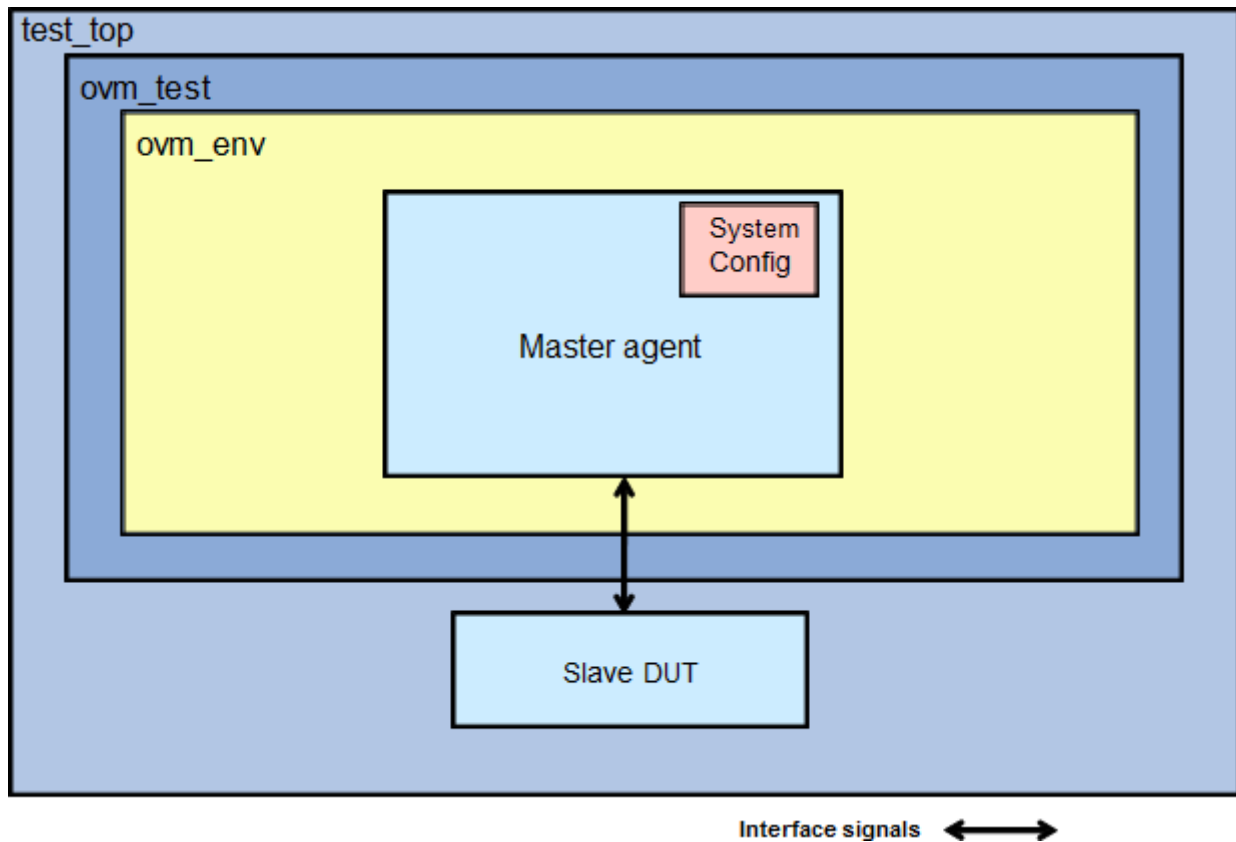 test_top
ovm_test
ovm_env
System
Config
Master agent
Slave DUT
Interface signals